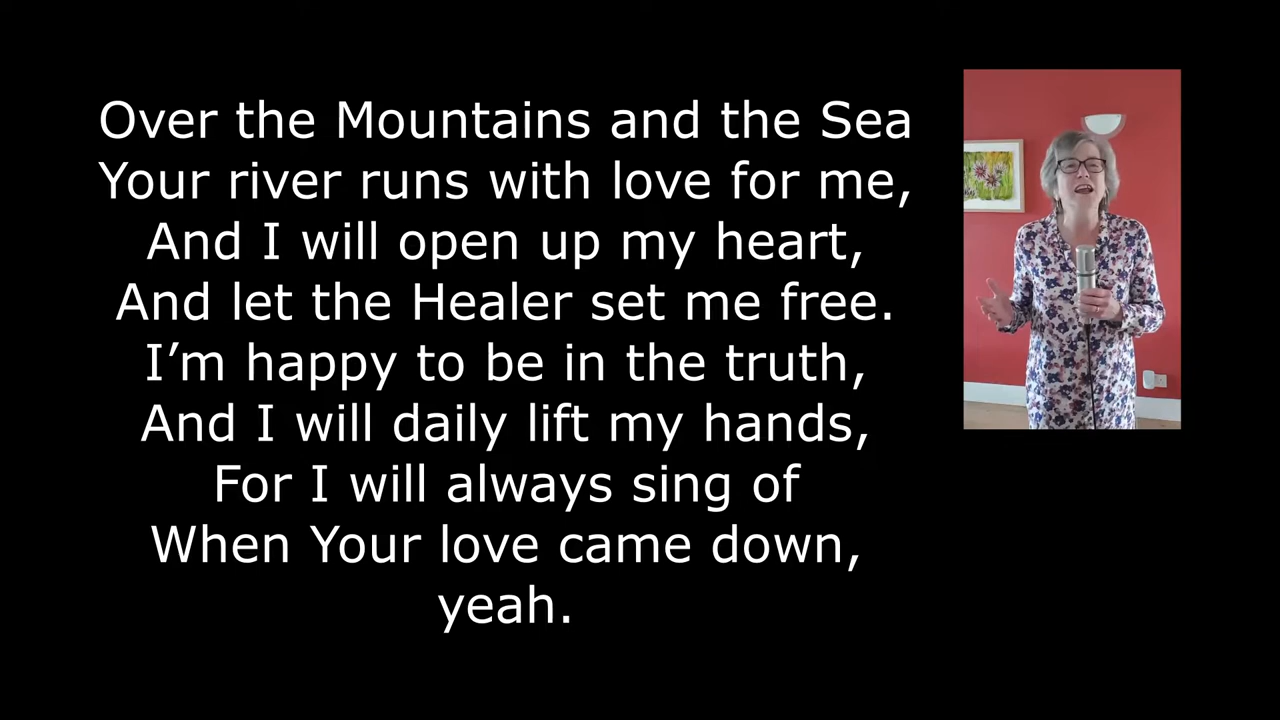 Over the Mountains and the Sea
Your river runs with love for me,
And I will open up my heart,
And let the Healer set me free.
I’m happy to be in the truth,
And I will daily lift my hands,
For I will always sing of
When Your love came down,
yeah.